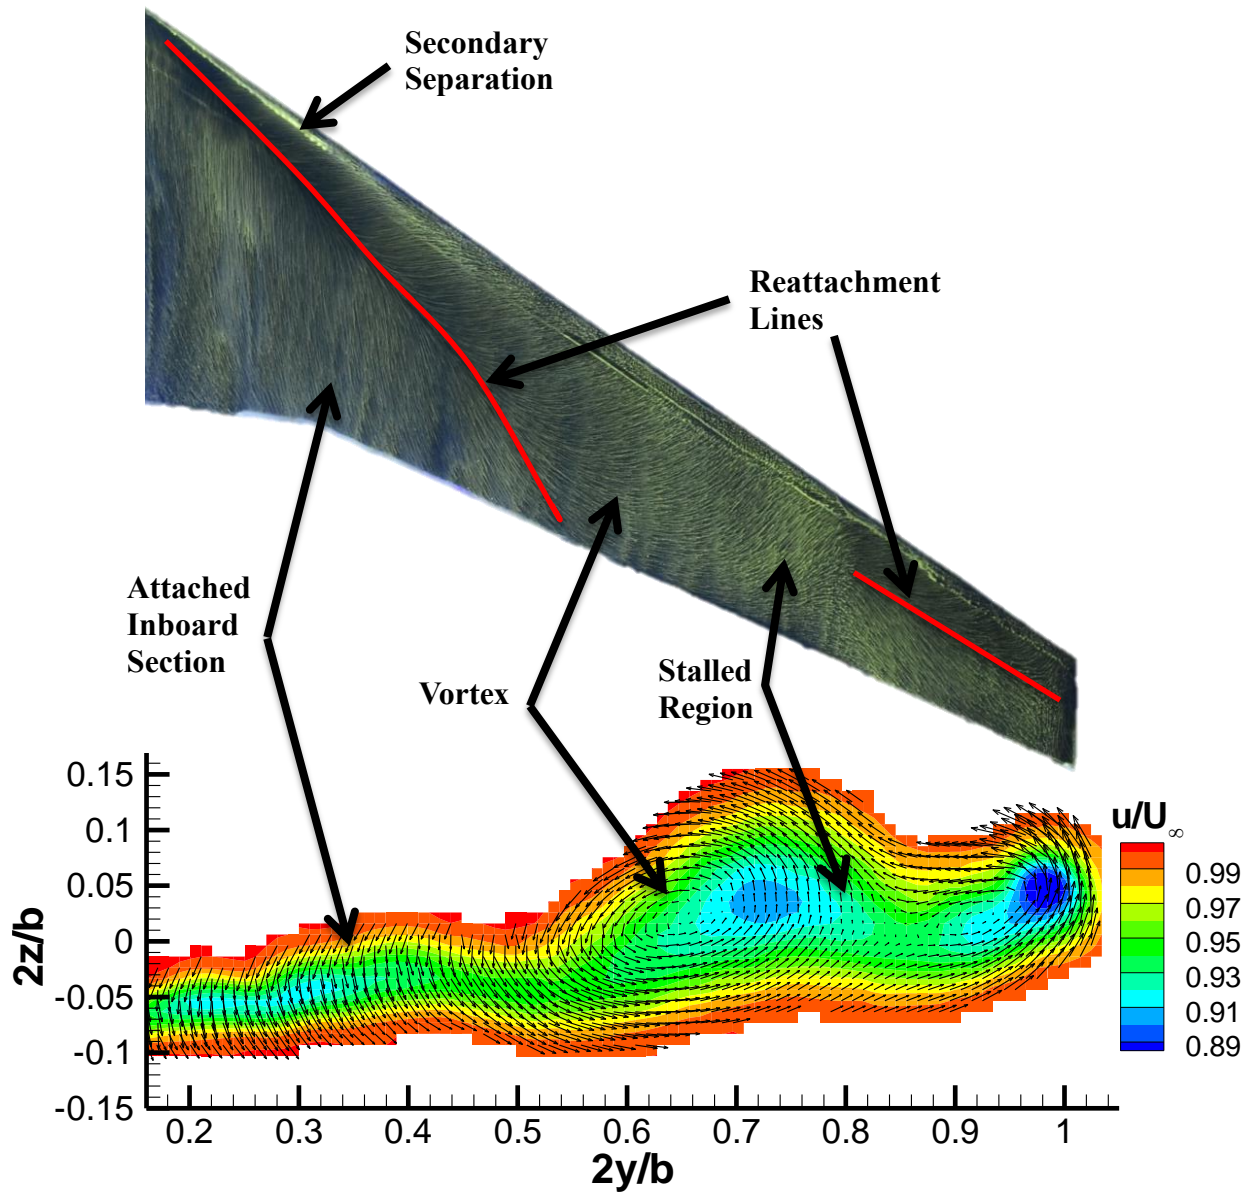 Secondary
Separation
Reattachment
Lines
Attached
Inboard
Section
Vortex
Stalled
Region
0.15
0.1
0.05
0
-0.05
-0.1
-0.15
2z/b
0.2 0.3 0.4 0.5 0.6 0.7 0.8 0.9 1
2y/b
u/U∞
0.99
0.97
0.95
0.93
0.91
0.89